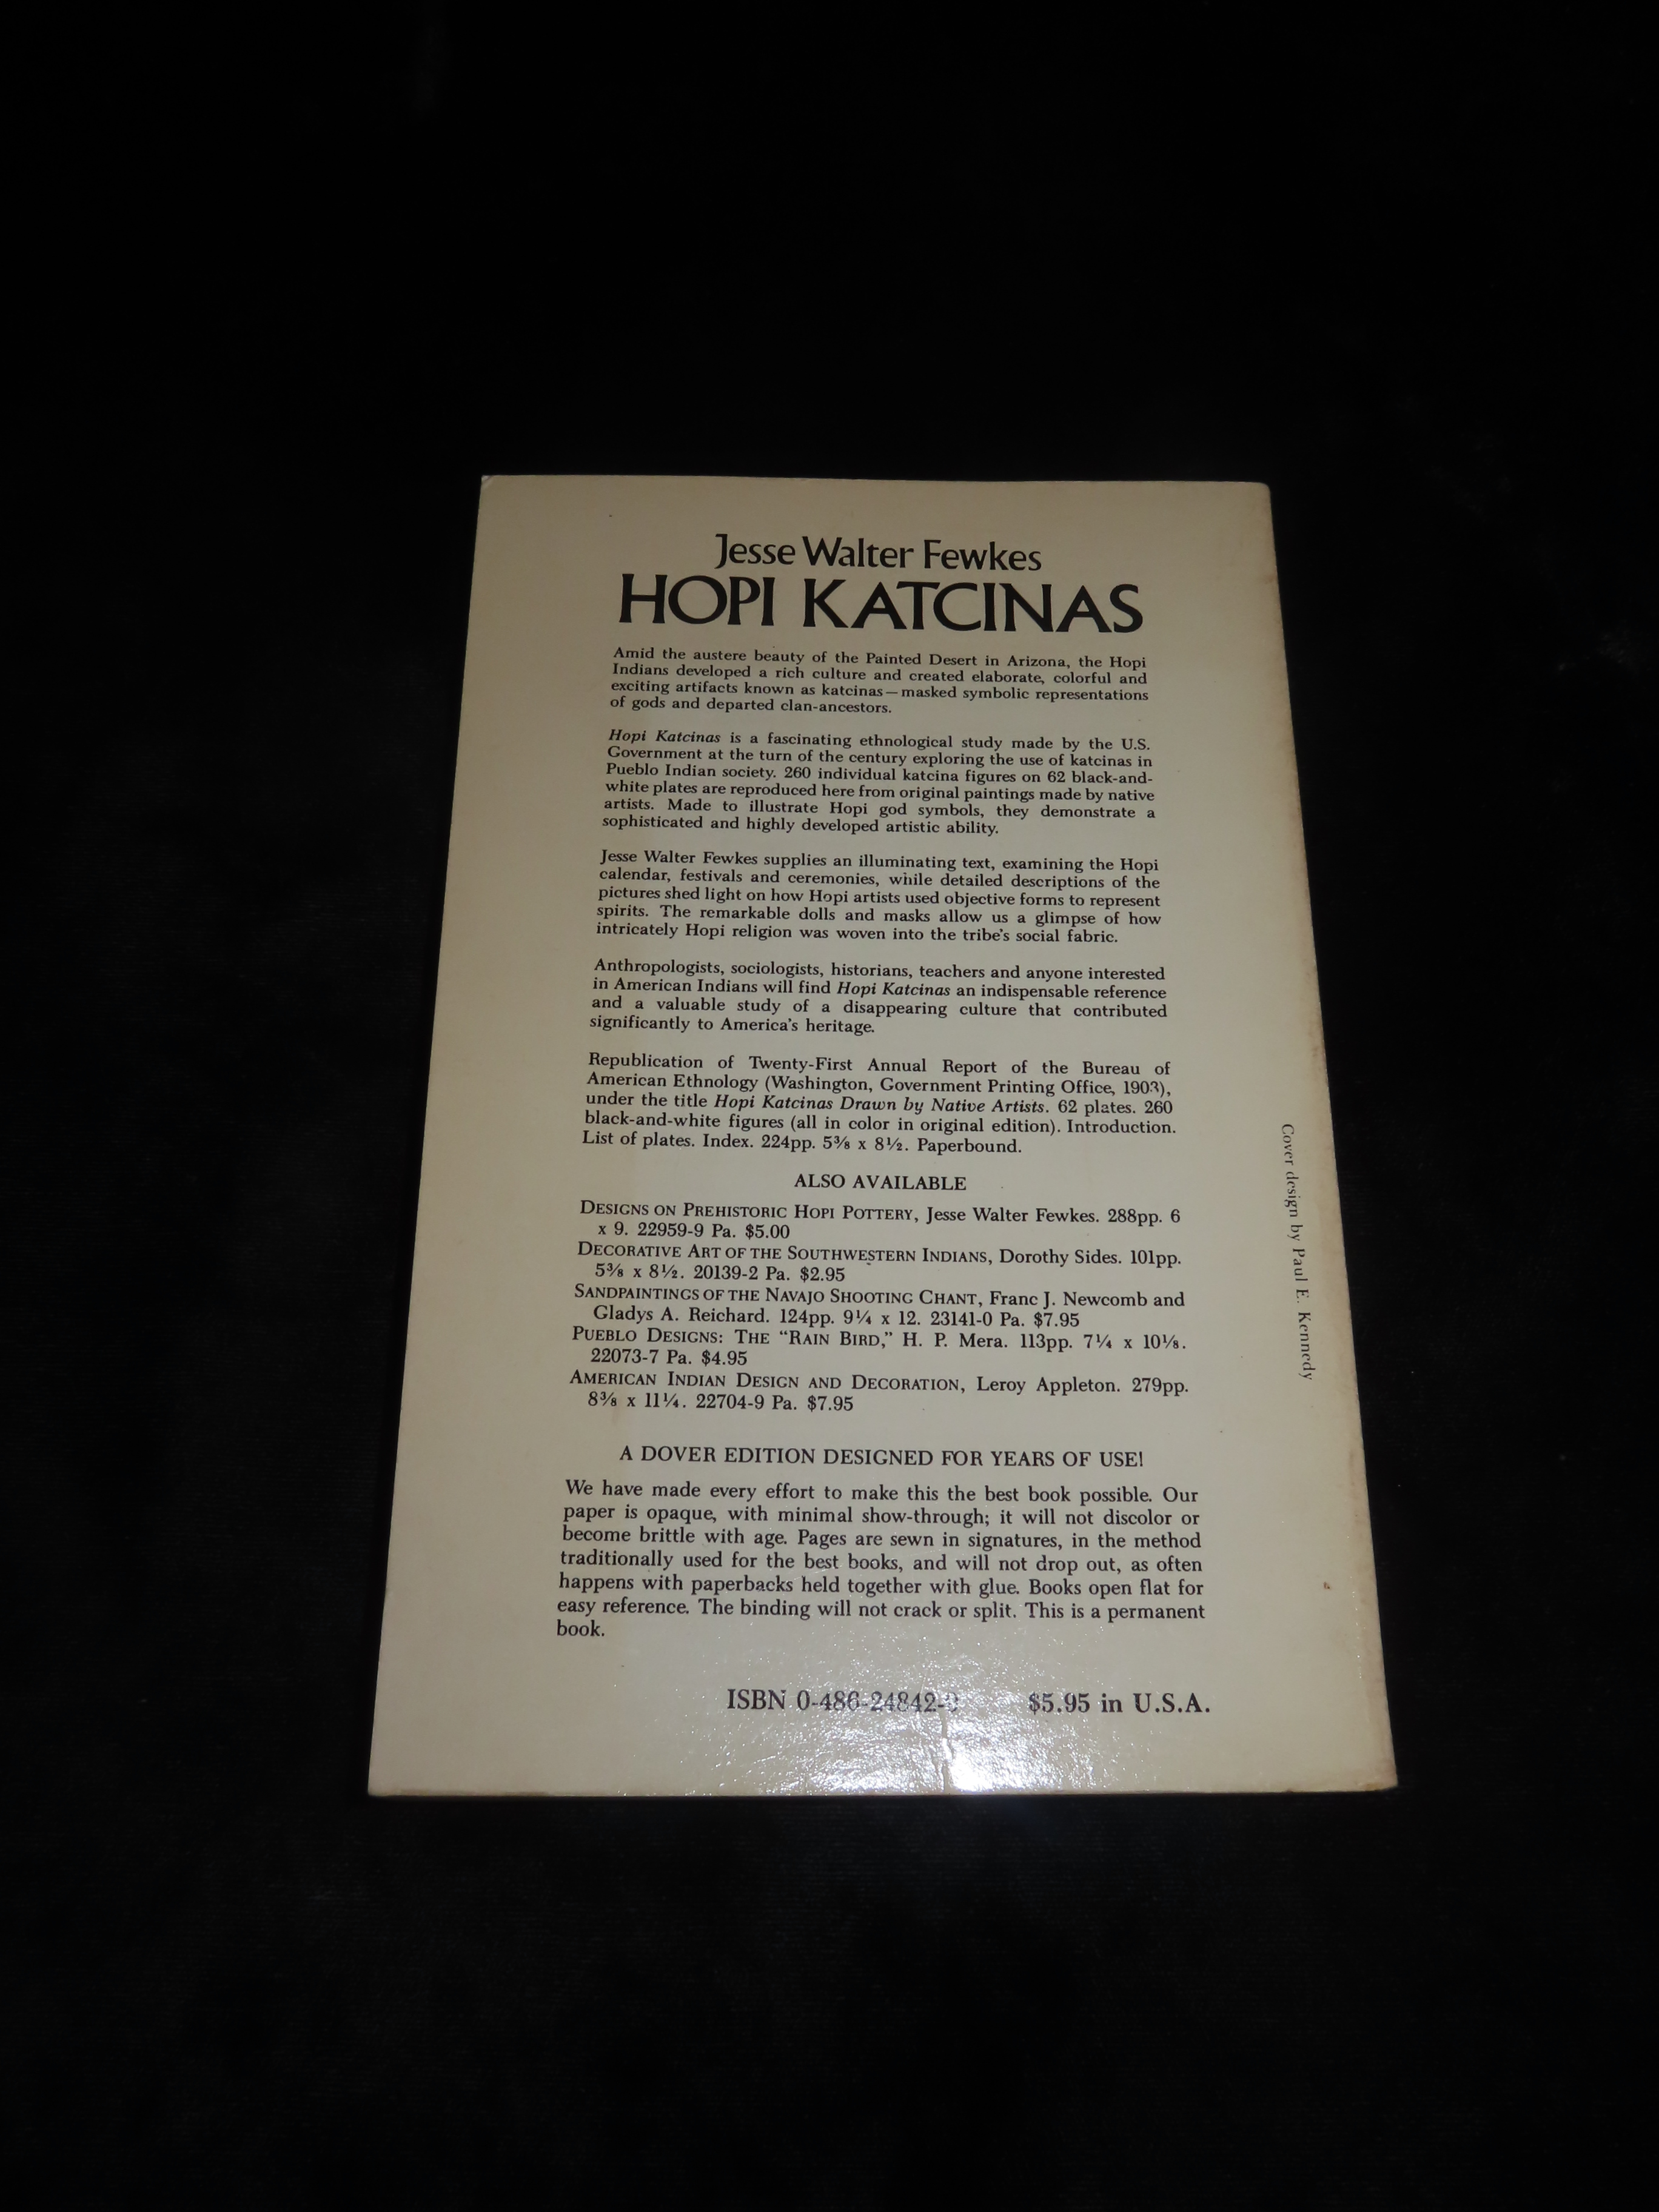 Jesse Walter Fewkes
HOPI KATCINAS
Amid the austere beauty of the Painted Desert in Arizona, the Hopi
Indians developed a rich culture and created elaborate, colorful and
exciting artifacts known as katcinas—masked symbolic representations
of gods and departed clan-ancestors.
Hopi Katcinas is a fascinating ethnological study made by the U.S.
Government at the turn of the century exploring the use of katcinas in
Pueblo Indian society. 260 individual katcina figures on 62 black-and-
white plates are reproduced here from original paintings made by native
artists. Made to illustrate Hopi god symbols, they demonstrate a
sophisticated and highly developed artistic ability.
Jesse Walter Fewkes supplies an illuminating text, examining the Hopi
calendar, festivals and ceremonies, while detailed descriptions of the
pictures shed light on how Hopi artists used objective forms to represent
spirits. The remarkable dolls and masks allow us a glimpse of how
intricately Hopi religion was woven into the tribe's social fabric.
Anthropologists, sociologists, historians, teachers and anyone interested
in American Indians will find Hopi Katcinas an indispensable reference
and a valuable study of a disappearing culture that contributed
significantly to America's heritage.
Republication of Twenty-First Annual Report of the Bureau of
American Ethnology (Washington, Government Printing Office, 1903),
under the title Hopi Katcinas Drawn by Native Artists. 62 plates. 260
black-and-white figures (all in color in original edition). Introduction.
List of plates. Index. 224pp. 5⅜ x 8½. Paperbound.
ALSO AVAILABLE
DESIGNS ON PREHISTORIC HOPI POTTERY, Jesse Walter Fewkes. 288pp. 6
x 9. 22959-9 Pa. $5.00
DECORATIVE ART OF THE SOUTHWESTERN INDIANS, Dorothy Sides. 101pp.
5⅜ x 8½. 20139-2 Pa. $2.95
SANDPAINTINGS OF THE NAVAJO SHOOTING CHANT, Franc J. Newcomb and
Gladys A. Reichard. 124pp. 9¼ x 12. 23141-0 Pa. $7.95
PUEBLO DESIGNS: THE "RAIN BIRD," H. P. Mera. 113pp. 7¼ x 10⅛.
22073-7 Pa. $4.95
AMERICAN INDIAN DESIGN AND DECORATION, Leroy Appleton. 279pp.
8⅜ x 11¼. 22704-9 Pa. $7.95
A DOVER EDITION DESIGNED FOR YEARS OF USE!
We have made every effort to make this the best book possible. Our
paper is opaque, with minimal show-through; it will not discolor or
become brittle with age. Pages are sewn in signatures, in the method
traditionally used for the best books, and will not drop out, as often
happens with paperbacks held together with glue. Books open flat for
easy reference. The binding will not crack or split. This is a permanent
book.
ISBN $5.95 in U.S.A.
Cover design by Paul E. Kennedy